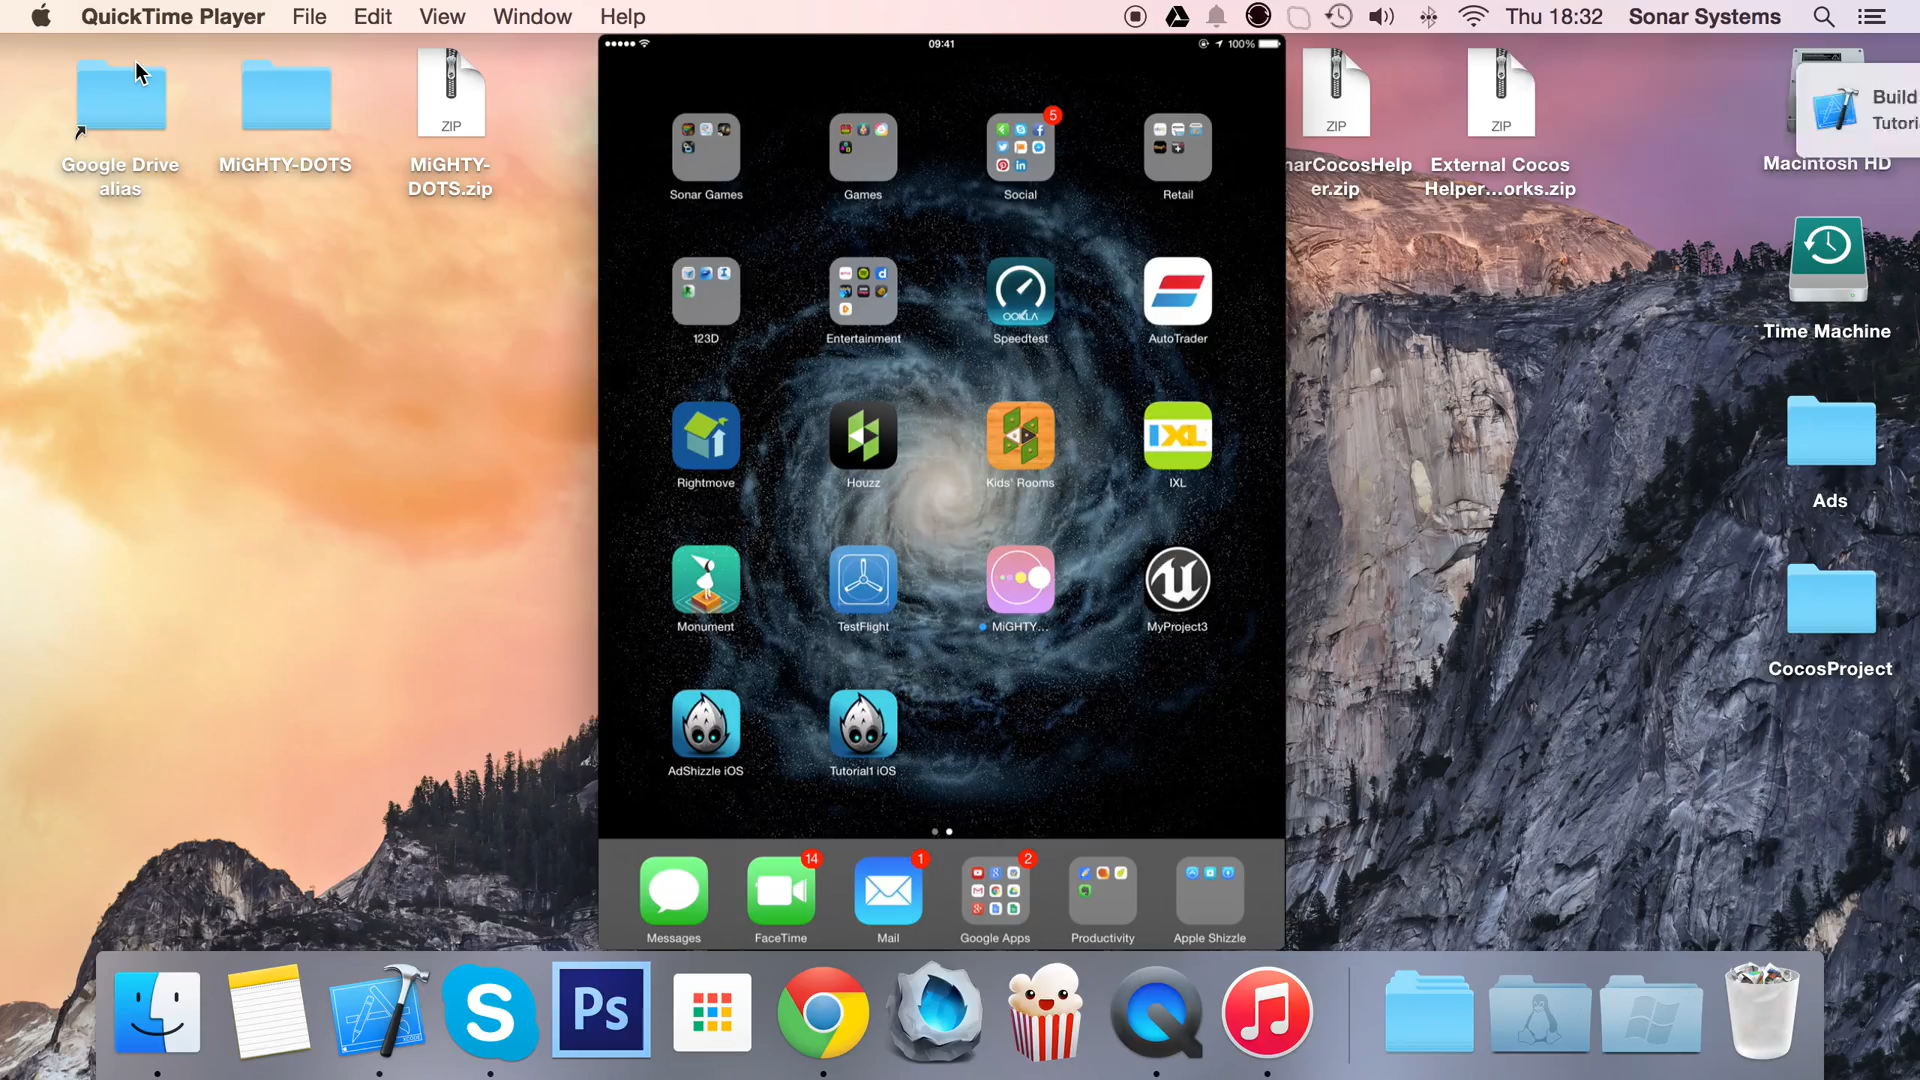 QuickTime Player File Edit View Window Help Thu 18:32 Sonar Systems
09:41 100%
Google Drive alias
MiGHTY-DOTS
ZIP
MiGHTY-DOTS.zip
5
Sonar Games Games Social Retail
ZIP
narCocosHelper.zip
ZIP
External Cocos Helper...orks.zip
Build
Tutori
Macintosh HD
OOKLA
123D Entertainment Speedtest AutoTrader
Time Machine
IXL
Rightmove Houzz Kids' Rooms IXL
Ads
Monument TestFlight MiGHTY... MyProject3
CocosProject
AdShizzle iOS Tutorial1 iOS
14 1 2
Messages FaceTime Mail Google Apps Productivity Apple Shizzle
Ps